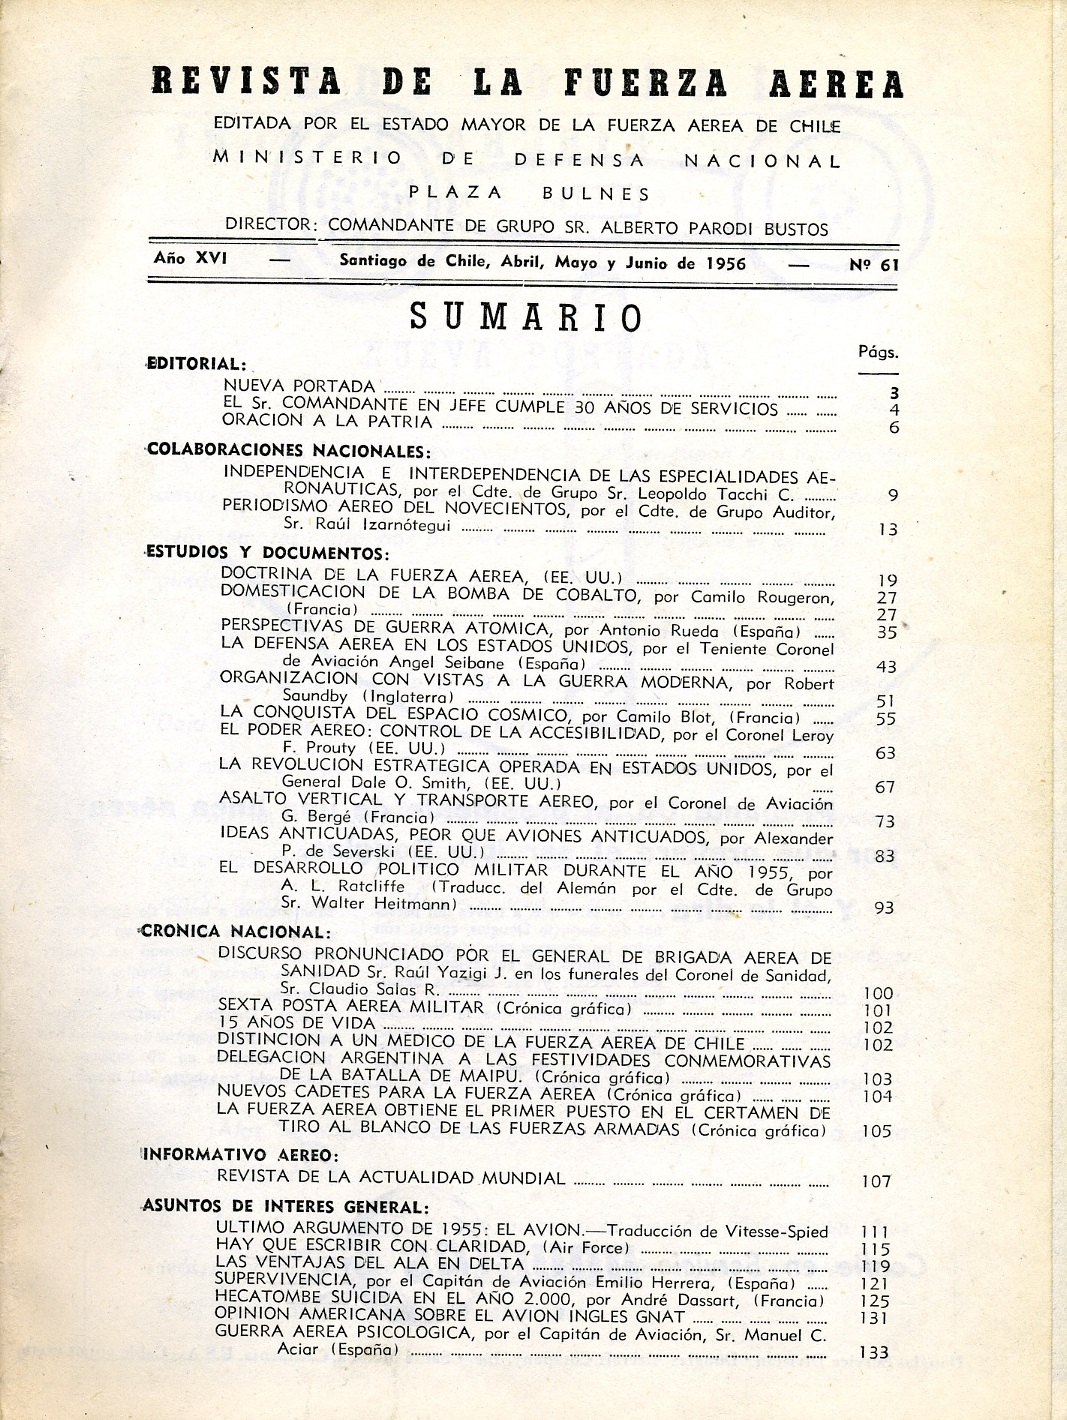 REVISTA DE LA FUERZA AEREA
EDITADA POR EL ESTADO MAYOR DE LA FUERZA AEREA DE CHILE
MINISTERIO DE DEFENSA NACIONAL
PLAZA BULNES
DIRECTOR: COMANDANTE DE GRUPO SR. ALBERTO PARODI BUSTOS
Año XVI — Santiago de Chile, Abril, Mayo y Junio de 1956 — Nº 61
SUMARIO
Págs.
EDITORIAL:
NUEVA PORTADA ........ 3
EL Sr. COMANDANTE EN JEFE CUMPLE 30 AÑOS DE SERVICIOS ........ 4
ORACION A LA PATRIA ........ 6
COLABORACIONES NACIONALES:
INDEPENDENCIA E INTERDEPENDENCIA DE LAS ESPECIALIDADES AE-
RONAUTICAS, por el Cdte. de Grupo Sr. Leopoldo Tacchi C. ........ 9
PERIODISMO AEREO DEL NOVECIENTOS, por el Cdte. de Grupo Auditor,
Sr. Raúl Izarnótegui ........ 13
ESTUDIOS Y DOCUMENTOS:
DOCTRINA DE LA FUERZA AEREA, (EE. UU.) ........ 19
DOMESTICACION DE LA BOMBA DE COBALTO, por Camilo Rougeron, 27
(Francia) ........ 27
PERSPECTIVAS DE GUERRA ATOMICA, por Antonio Rueda (España) ........ 35
LA DEFENSA AEREA EN LOS ESTADOS UNIDOS, por el Teniente Coronel
de Aviación Angel Seibane (España) ........ 43
ORGANIZACION CON VISTAS A LA GUERRA MODERNA, por Robert
Saundby (Inglaterra) ........ 51
LA CONQUISTA DEL ESPACIO COSMICO, por Camilo Blot, (Francia) ........ 55
EL PODER AEREO: CONTROL DE LA ACCESIBILIDAD, por el Coronel Leroy
F. Prouty (EE. UU.) ........ 63
LA REVOLUCION ESTRATEGICA OPERADA EN ESTADOS UNIDOS, por el
General Dale O. Smith, (EE. UU.) ........ 67
ASALTO VERTICAL Y TRANSPORTE AEREO, por el Coronel de Aviación
G. Bergé (Francia) ........ 73
IDEAS ANTICUADAS, PEOR QUE AVIONES ANTICUADOS, por Alexander
P. de Severski (EE. UU.) ........ 83
EL DESARROLLO POLITICO MILITAR DURANTE EL AÑO 1955, por
A. L. Ratcliffe (Traducc. del Alemán por el Cdte. de Grupo
Sr. Walter Heitmann) ........ 93
CRONICA NACIONAL:
DISCURSO PRONUNCIADO POR EL GENERAL DE BRIGADA AEREA DE
SANIDAD Sr. Raúl Yazigi J. en los funerales del Coronel de Sanidad,
Sr. Claudio Salas R. ........ 100
SEXTA POSTA AEREA MILITAR (Crónica gráfica) ........ 101
15 AÑOS DE VIDA ........ 102
DISTINCION A UN MEDICO DE LA FUERZA AEREA DE CHILE ........ 102
DELEGACION ARGENTINA A LAS FESTIVIDADES CONMEMORATIVAS
DE LA BATALLA DE MAIPU. (Crónica gráfica) ........ 103
NUEVOS CADETES PARA LA FUERZA AEREA (Crónica gráfica) ........ 104
LA FUERZA AEREA OBTIENE EL PRIMER PUESTO EN EL CERTAMEN DE
TIRO AL BLANCO DE LAS FUERZAS ARMADAS (Crónica gráfica) 105
INFORMATIVO AEREO:
REVISTA DE LA ACTUALIDAD MUNDIAL ........ 107
ASUNTOS DE INTERES GENERAL:
ULTIMO ARGUMENTO DE 1955: EL AVION.—Traducción de Vitesse-Spied 111
HAY QUE ESCRIBIR CON CLARIDAD, (Air Force) ........ 115
LAS VENTAJAS DEL ALA EN DELTA ........ 119
SUPERVIVENCIA, por el Capitán de Aviación Emilio Herrera, (España) ........ 121
HECATOMBE SUICIDA EN EL AÑO 2.000, por André Dassart, (Francia) 125
OPINION AMERICANA SOBRE EL AVION INGLES GNAT ........ 131
GUERRA AEREA PSICOLOGICA, por el Capitán de Aviación, Sr. Manuel C.
Aciar (España) ........ 133